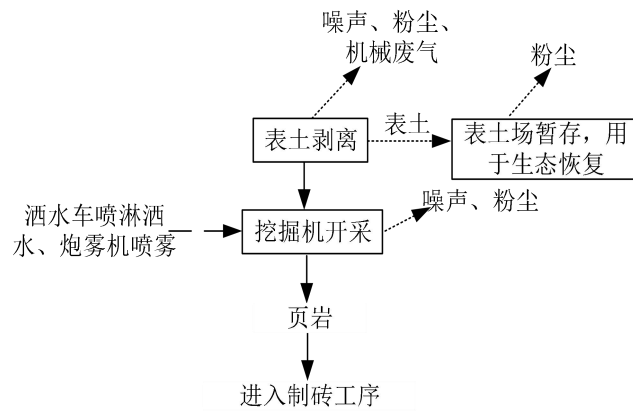 噪声、粉尘、
机械废气
粉尘
表土剥离
表土
表土场暂存，用
于生态恢复
噪声、粉尘
洒水车喷淋洒
水、炮雾机喷雾
挖掘机开采
页岩
进入制砖工序